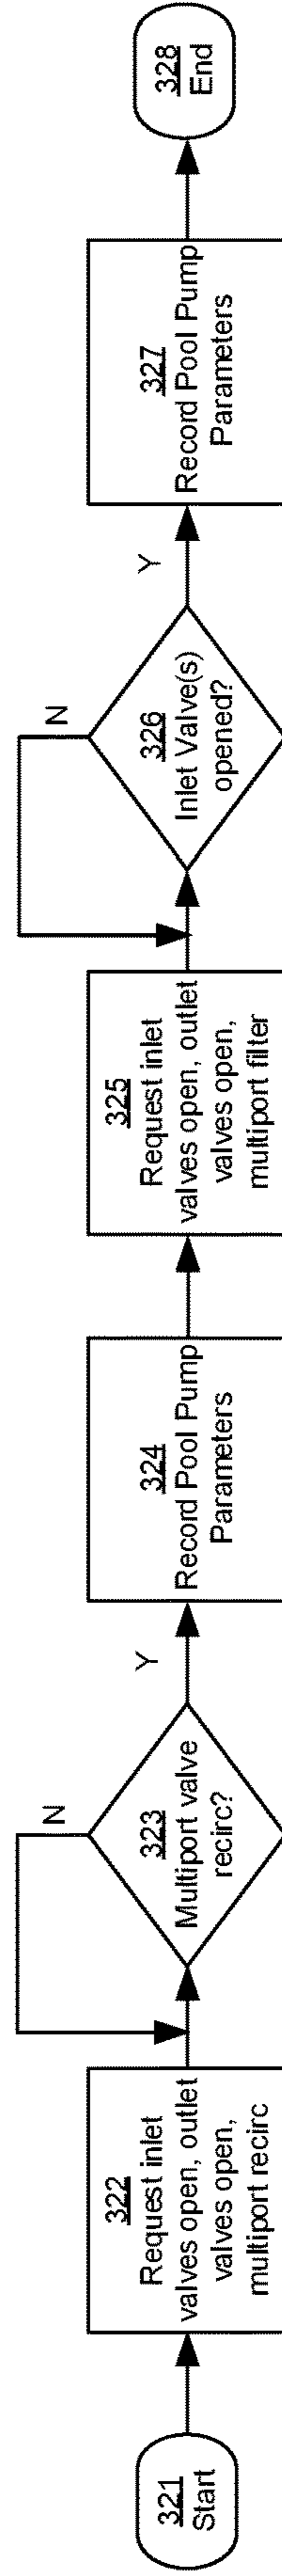 321
Start
322
Request inlet
valves open, outlet
valves open,
multiport recirc
323
Multiport valve
recirc?
N
Y
324
Record Pool Pump
Parameters
325
Request inlet
valves open, outlet
valves open,
multiport filter
326
Inlet Valve(s)
opened?
N
Y
327
Record Pool Pump
Parameters
328
End